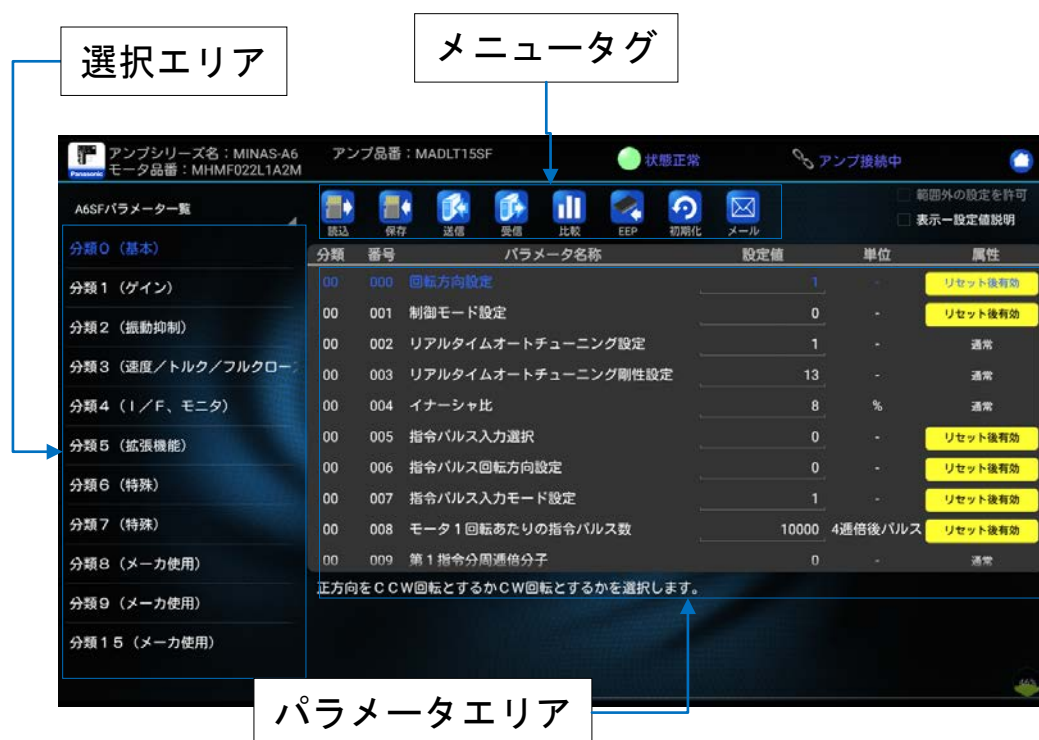 選択エリア
メニュータグ
Panasonic
アンプシリーズ名：MINAS-A6
モータ品番：MHMF022L1A2M
アンプ品番：MADLT15SF
状態正常
アンプ接続中
A6SFパラメーター覧
読込 保存 送信 受信 比較 EEP 初期化 メール
範囲外の設定を許可
表示ー設定値説明
分類０（基本）
分類１（ゲイン）
分類２（振動抑制）
分類３（速度／トルク／フルクロー
分類４（Ｉ／Ｆ、モニタ）
分類５（拡張機能）
分類６（特殊）
分類７（特殊）
分類８（メーカ使用）
分類９（メーカ使用）
分類１５（メーカ使用）
分類 番号 パラメータ名称 設定値 単位 属性
00 000 回転方向設定 1 - リセット後有効
00 001 制御モード設定 0 - リセット後有効
00 002 リアルタイムオートチューニング設定 1 - 通常
00 003 リアルタイムオートチューニング剛性設定 13 - 通常
00 004 イナーシャ比 8 % 通常
00 005 指令パルス入力選択 0 - リセット後有効
00 006 指令パルス回転方向設定 0 - リセット後有効
00 007 指令パルス入力モード設定 1 - リセット後有効
00 008 モータ１回転あたりの指令パルス数 10000 4逓倍後パルス リセット後有効
00 009 第１指令分周逓倍分子 0 - 通常
正方向をＣＣＷ回転とするかＣＷ回転とするかを選択します。
パラメータエリア